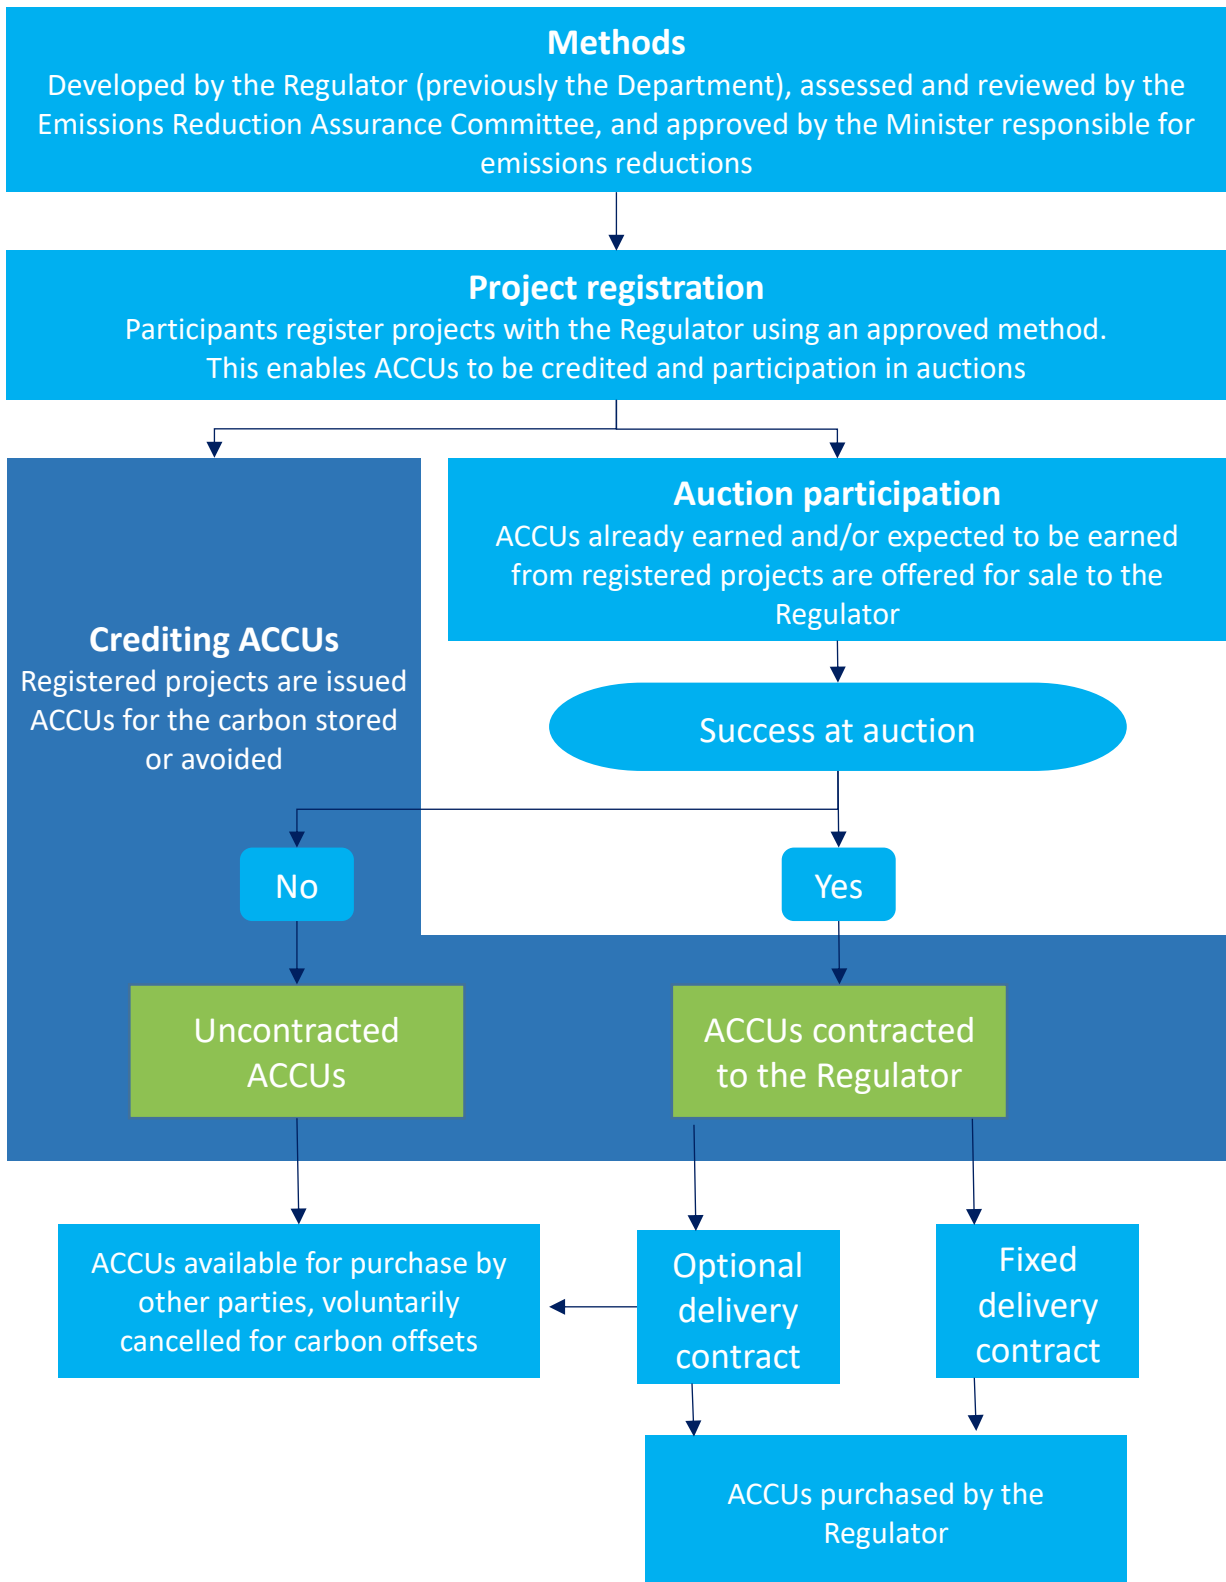 Methods
Developed by the Regulator (previously the Department), assessed and reviewed by the
Emissions Reduction Assurance Committee, and approved by the Minister responsible for
emissions reductions
Project registration
Participants register projects with the Regulator using an approved method.
This enables ACCUs to be credited and participation in auctions
Auction participation
ACCUs already earned and/or expected to be earned
from registered projects are offered for sale to the
Regulator
Crediting ACCUs
Registered projects are issued
ACCUs for the carbon stored
or avoided
Success at auction
No
Yes
Uncontracted
ACCUs
ACCUs contracted
to the Regulator
ACCUs available for purchase by
other parties, voluntarily
cancelled for carbon offsets
Optional
delivery
contract
Fixed
delivery
contract
ACCUs purchased by the
Regulator